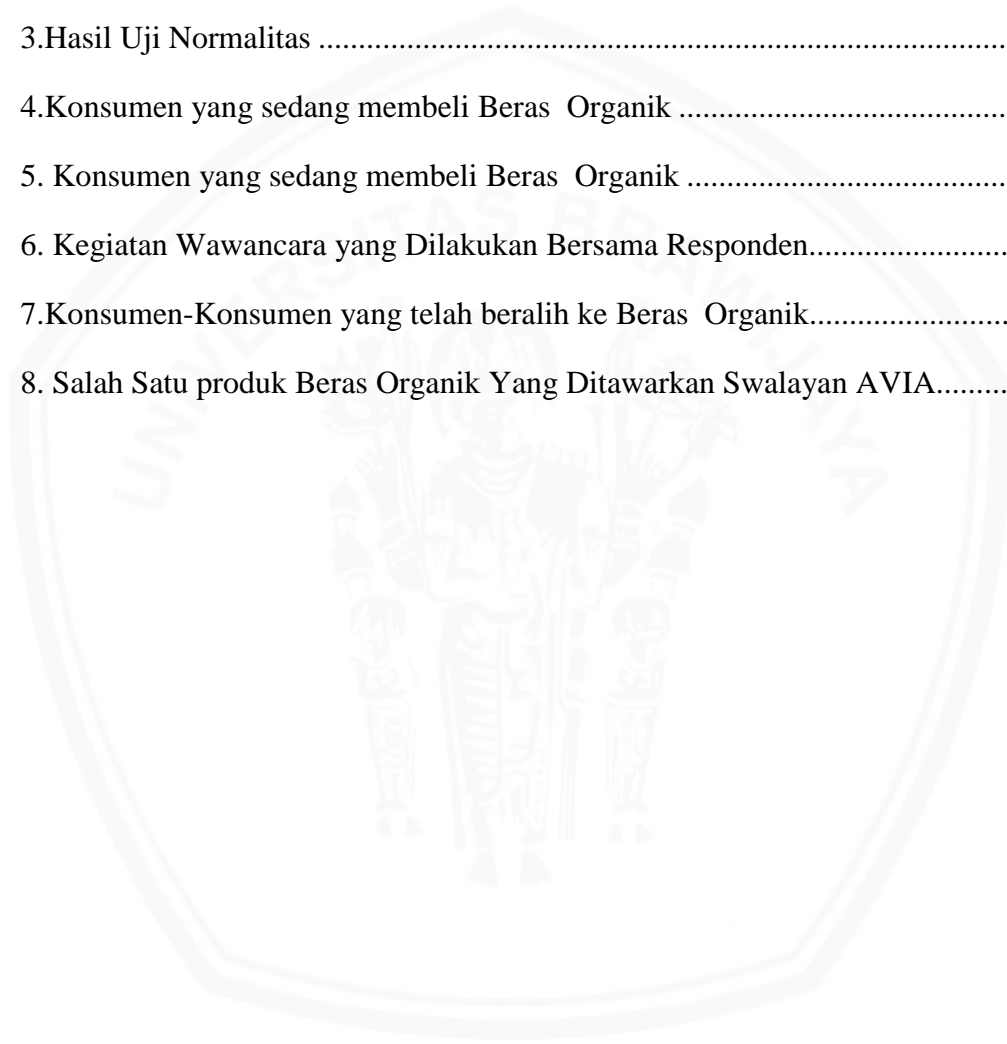 3.Hasil Uji Normalitas ......................................................................................
4.Konsumen yang sedang membeli Beras  Organik .........................................
5. Konsumen yang sedang membeli Beras  Organik ........................................
6. Kegiatan Wawancara yang Dilakukan Bersama Responden.........................
7.Konsumen-Konsumen yang telah beralih ke Beras  Organik.........................
8. Salah Satu produk Beras Organik Yang Ditawarkan Swalayan AVIA.........
UNIVERSITAS BRAWIJAYA